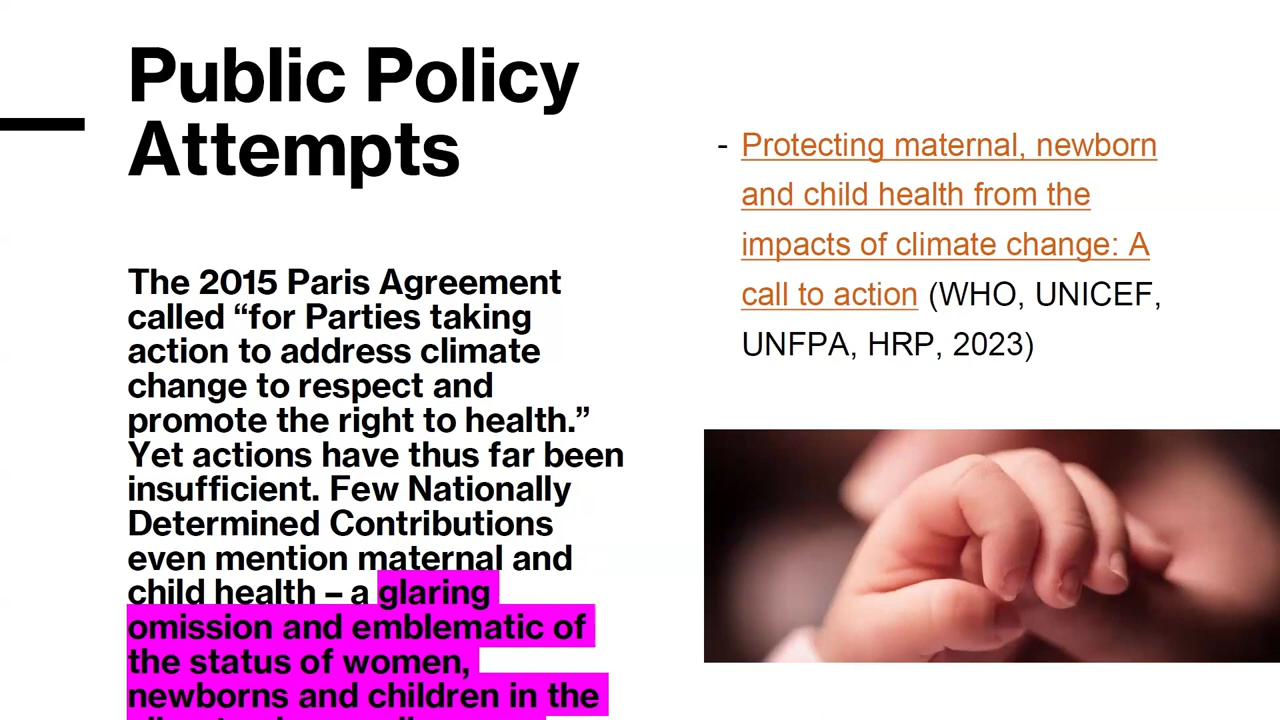 Public Policy
Attempts
The 2015 Paris Agreement
called “for Parties taking
action to address climate
change to respect and
promote the right to health.”
Yet actions have thus far been
insufficient. Few Nationally
Determined Contributions
even mention maternal and
child health – a glaring
omission and emblematic of
the status of women,
newborns and children in the
- Protecting maternal, newborn
and child health from the
impacts of climate change: A
call to action (WHO, UNICEF,
UNFPA, HRP, 2023)